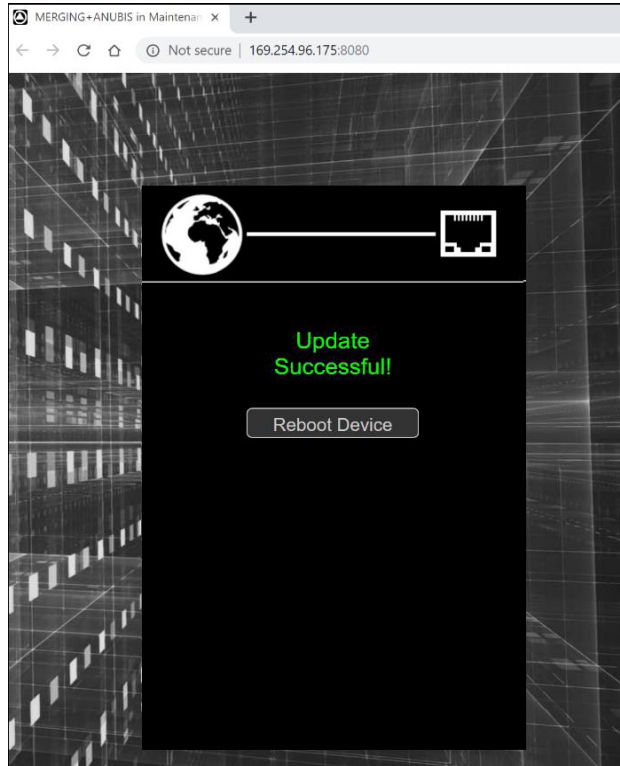 MERGING+ANUBIS in Maintenan
Not secure | 169.254.96.175:8080
Update
Successful!
Reboot Device